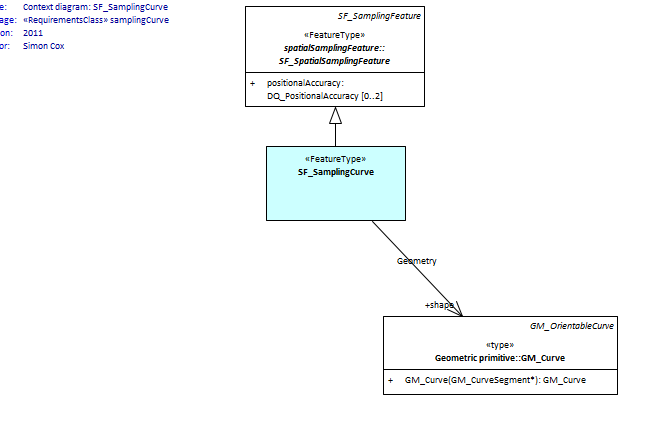 e: Context diagram: SF_SamplingCurve
age: «RequirementsClass» samplingCurve
on: 2011
or: Simon Cox
SF_SamplingFeature
«FeatureType»
spatialSamplingFeature::
SF_SpatialSamplingFeature
+ positionalAccuracy:
DQ_PositionalAccuracy [0..2]
«FeatureType»
SF_SamplingCurve
Geometry
+shape
GM_OrientableCurve
«type»
Geometric primitive::GM_Curve
+ GM_Curve(GM_CurveSegment*): GM_Curve